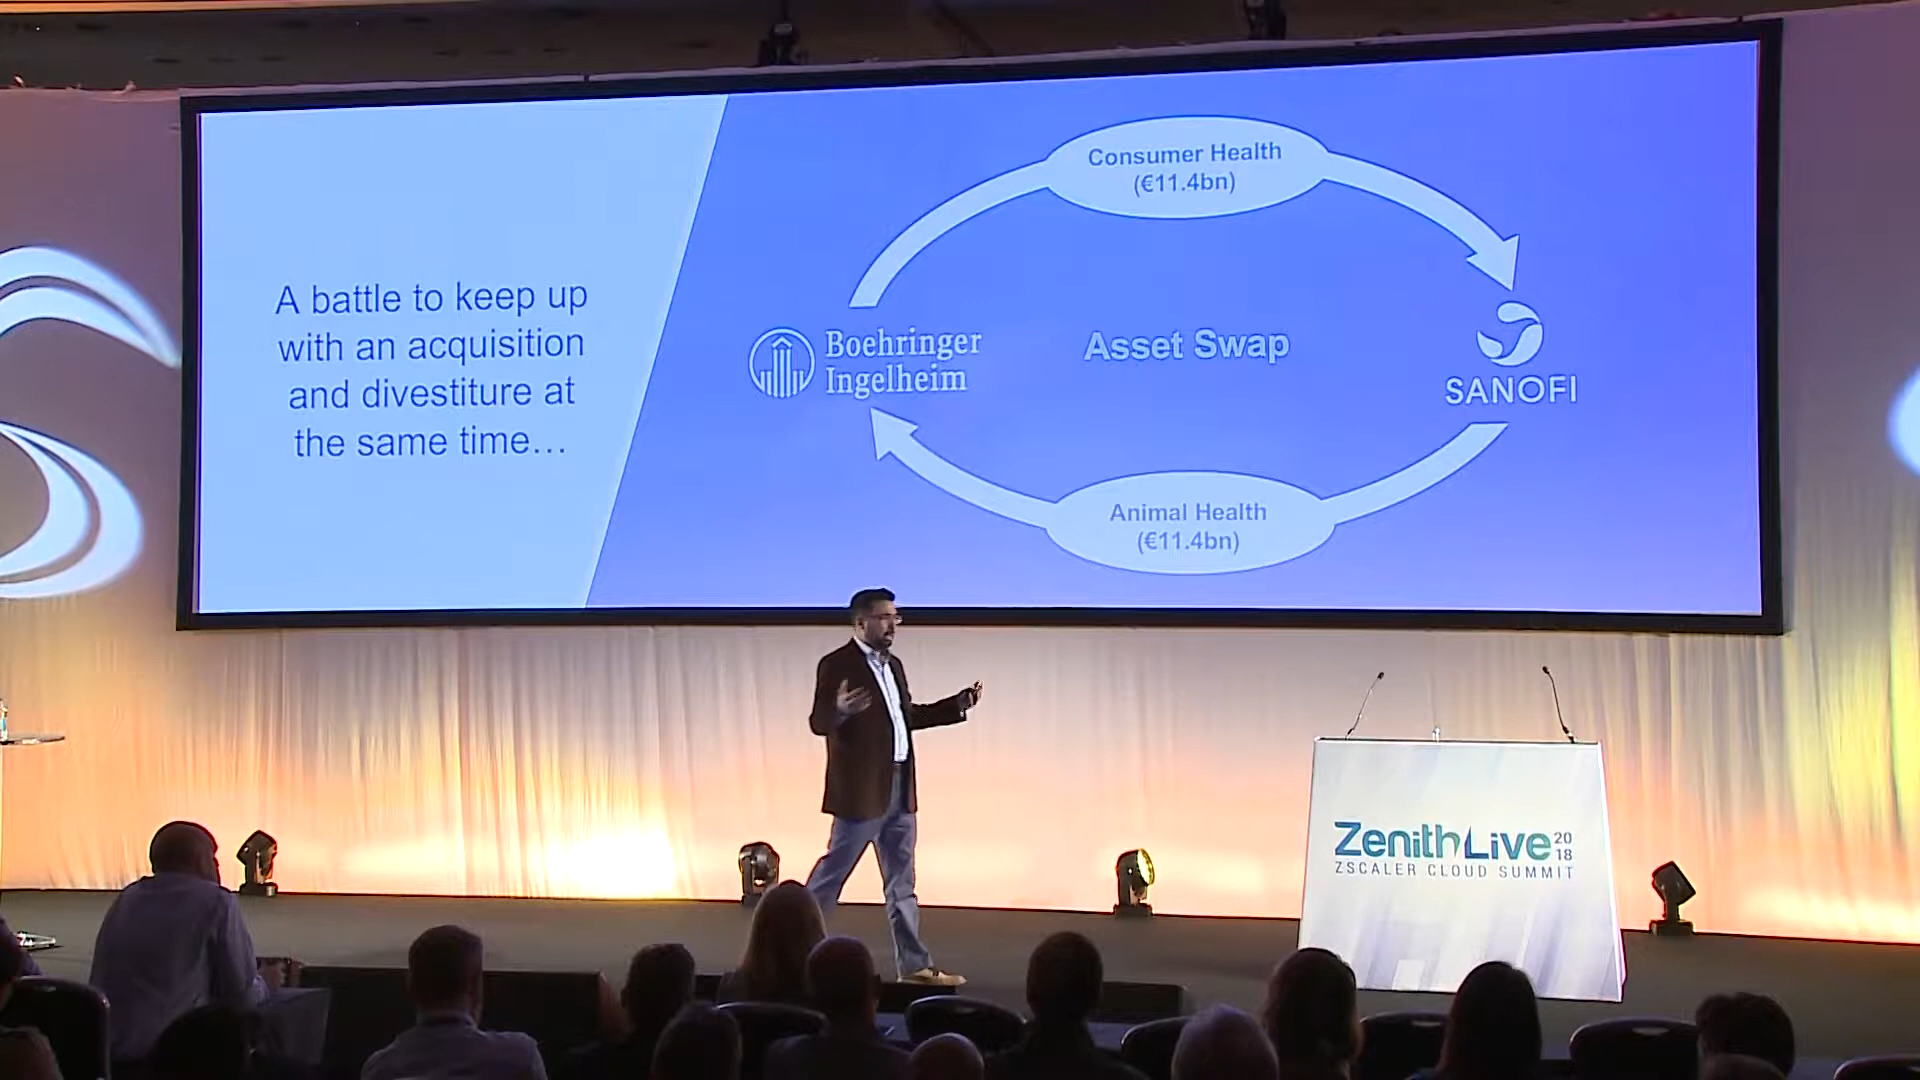 A battle to keep up
with an acquisition
and divestiture at
the same time…
Consumer Health
(€11.4bn)
Boehringer
Ingelheim
Asset Swap
SANOFI
Animal Health
(€11.4bn)
ZenithLive 20
18
ZSCALER CLOUD SUMMIT